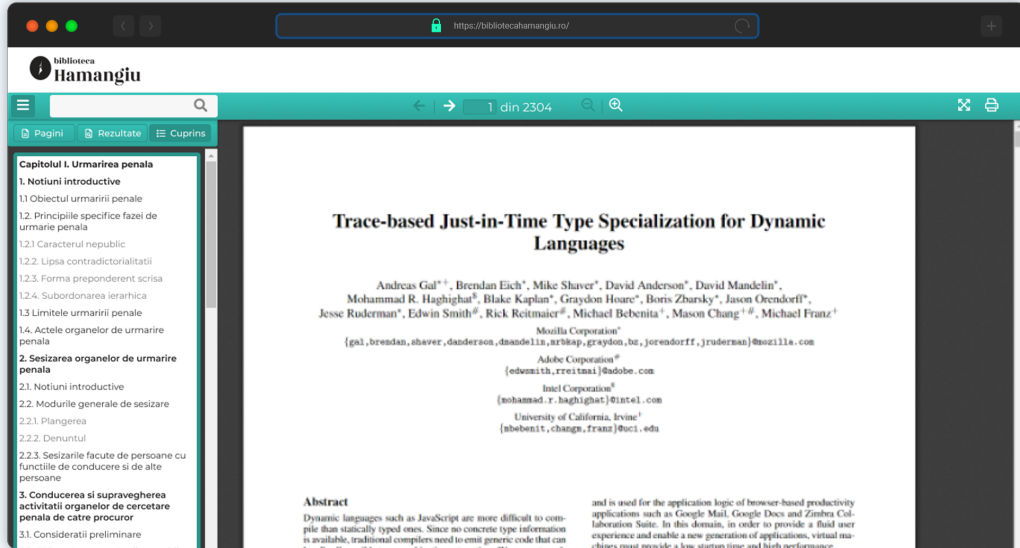 https://bibliotecahamangiu.ro/
biblioteca
Hamangiu
1 din 2304
Pagini
Rezultate
Cuprins
Capitolul I. Urmarirea penala
1. Notiuni introductive
1.1 Obiectul urmaririi penale
1.2. Principiile specifice fazei de
urmarie penala
1.2.1 Caracterul nepublic
1.2.2. Lipsa contradictorialitatii
1.2.3. Forma preponderent scrisa
1.2.4. Subordonarea ierarhica
1.3 Limitele urmaririi penale
1.4. Actele organelor de urmarire
penala
2. Sesizarea organelor de urmarire
penala
2.1. Notiuni introductive
2.2. Modurile generale de sesizare
2.2.1. Plangerea
2.2.2. Denuntul
2.2.3. Sesizarile facute de persoane cu
functiile de conducere si de alte
persoane
3. Conducerea si supravegherea
activitatii organelor de cercetare
penala de catre procuror
3.1. Consideratii preliminare
Trace-based Just-in-Time Type Specialization for Dynamic
Languages
Andreas Gal*+, Brendan Eich*, Mike Shaver*, David Anderson*, David Mandelin*,
Mohammad R. Haghighat$, Blake Kaplan*, Graydon Hoare*, Boris Zbarsky*, Jason Orendorff*,
Jesse Ruderman*, Edwin Smith#, Rick Reitmaier#, Michael Bebenita+, Mason Chang+#, Michael Franz+
Mozilla Corporation*
{gal,brendan,shaver,danderson,dmandelin,mrbkap,graydon,bz,jorendorff,jruderman}@mozilla.com
Adobe Corporation#
{edwsmith,rreitmai}@adobe.com
Intel Corporation$
{mohammad.r.haghighat}@intel.com
University of California, Irvine+
{mbebenit,changm,franz}@uci.edu
Abstract
Dynamic languages such as JavaScript are more difficult to com-
pile than statically typed ones. Since no concrete type information
is available, traditional compilers need to emit generic code that can
and is used for the application logic of browser-based productivity
applications such as Google Mail, Google Docs and Zimbra Col-
laboration Suite. In this domain, in order to provide a fluid user
experience and enable a new generation of applications, virtual ma-
chines must provide a low startup time and high performance.